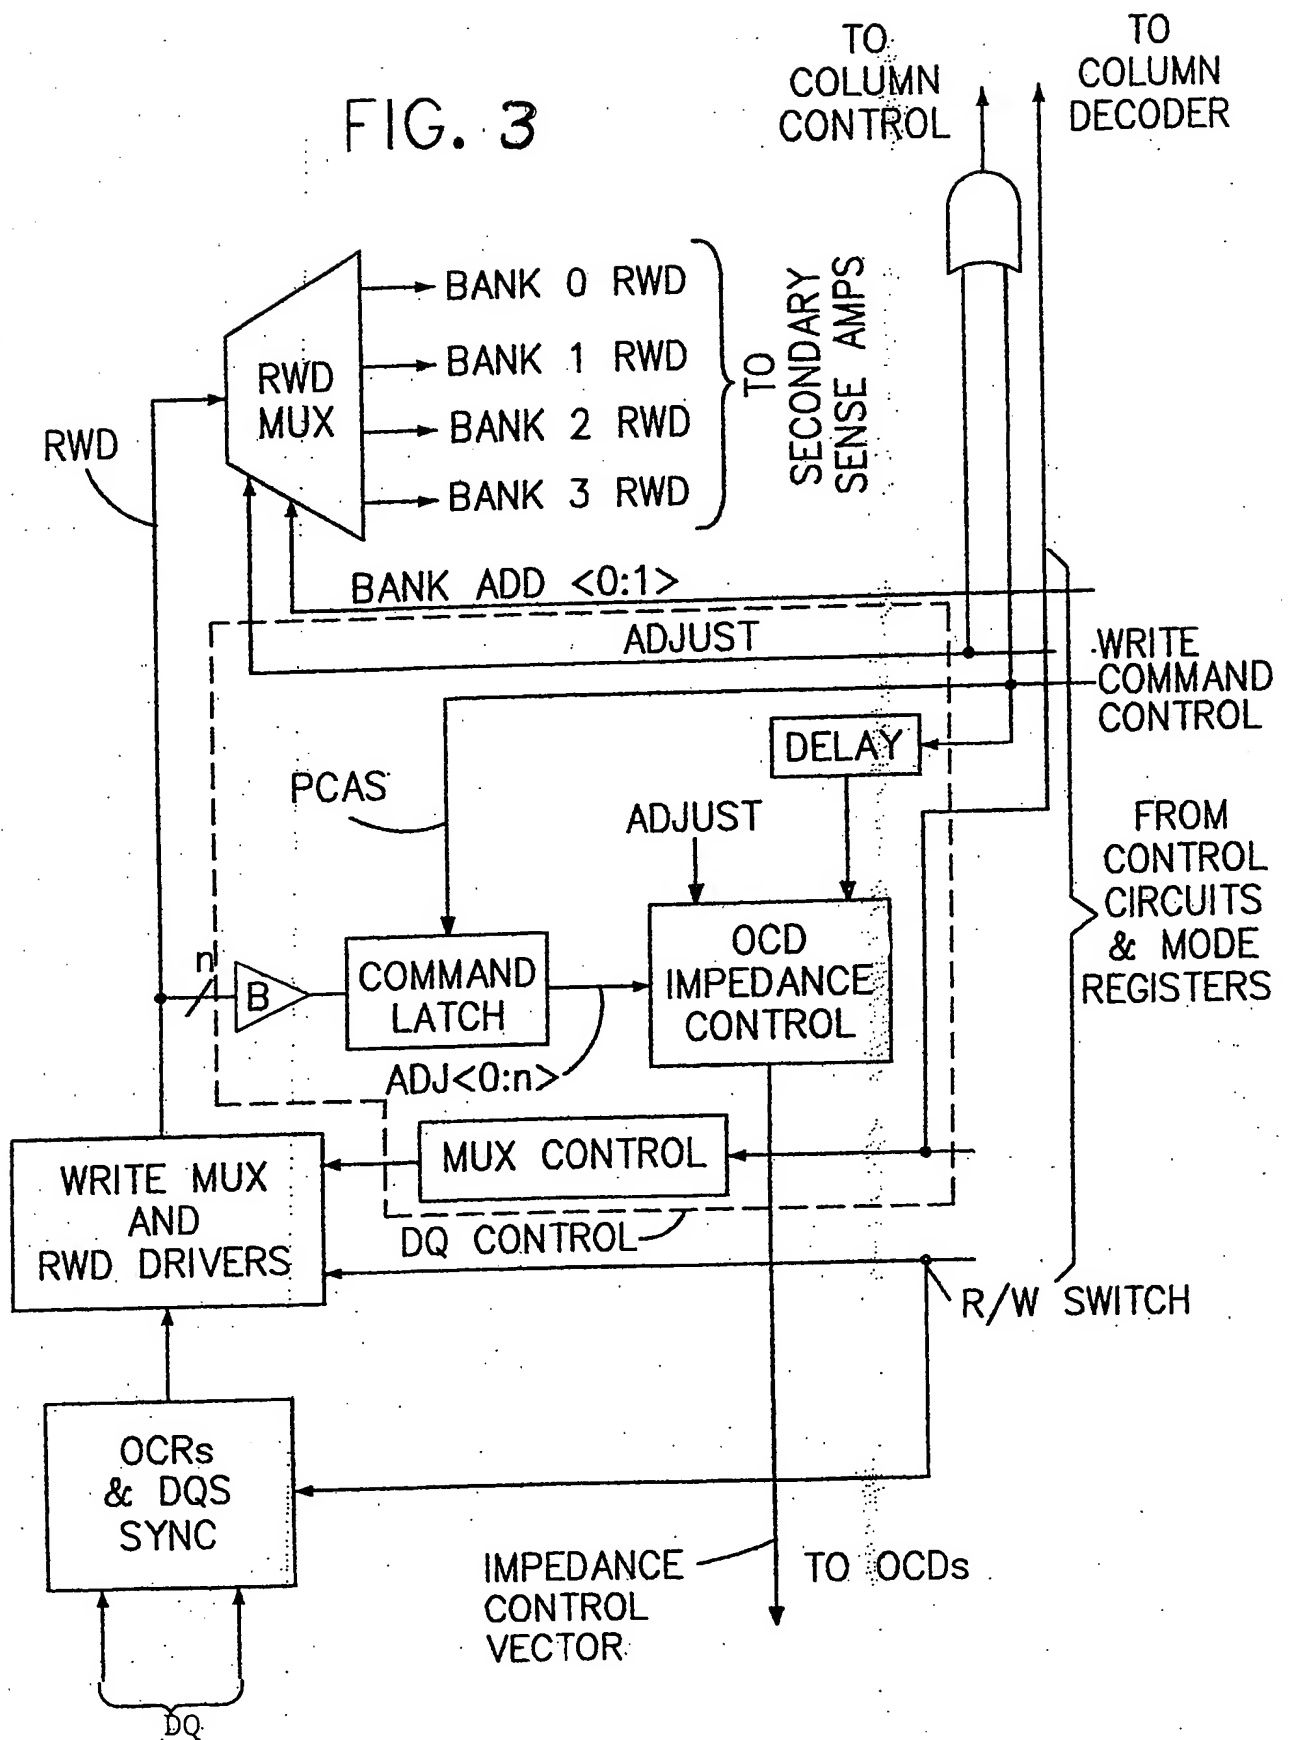 FIG. 3
TO
COLUMN
CONTROL
TO
COLUMN
DECODER
RWD
MUX
BANK 0 RWD
BANK 1 RWD
BANK 2 RWD
BANK 3 RWD
TO
SECONDARY
SENSE AMPS
RWD
BANK ADD <0:1>
ADJUST
WRITE
COMMAND
CONTROL
DELAY
PCAS
ADJUST
FROM
CONTROL
CIRCUITS
& MODE
REGISTERS
n
B
COMMAND
LATCH
OCD
IMPEDANCE
CONTROL
ADJ<0:n>
MUX CONTROL
WRITE MUX
AND
RWD DRIVERS
DQ CONTROL
R/W SWITCH
OCRs
& DQS
SYNC
IMPEDANCE
CONTROL
VECTOR
TO OCDs
DQ